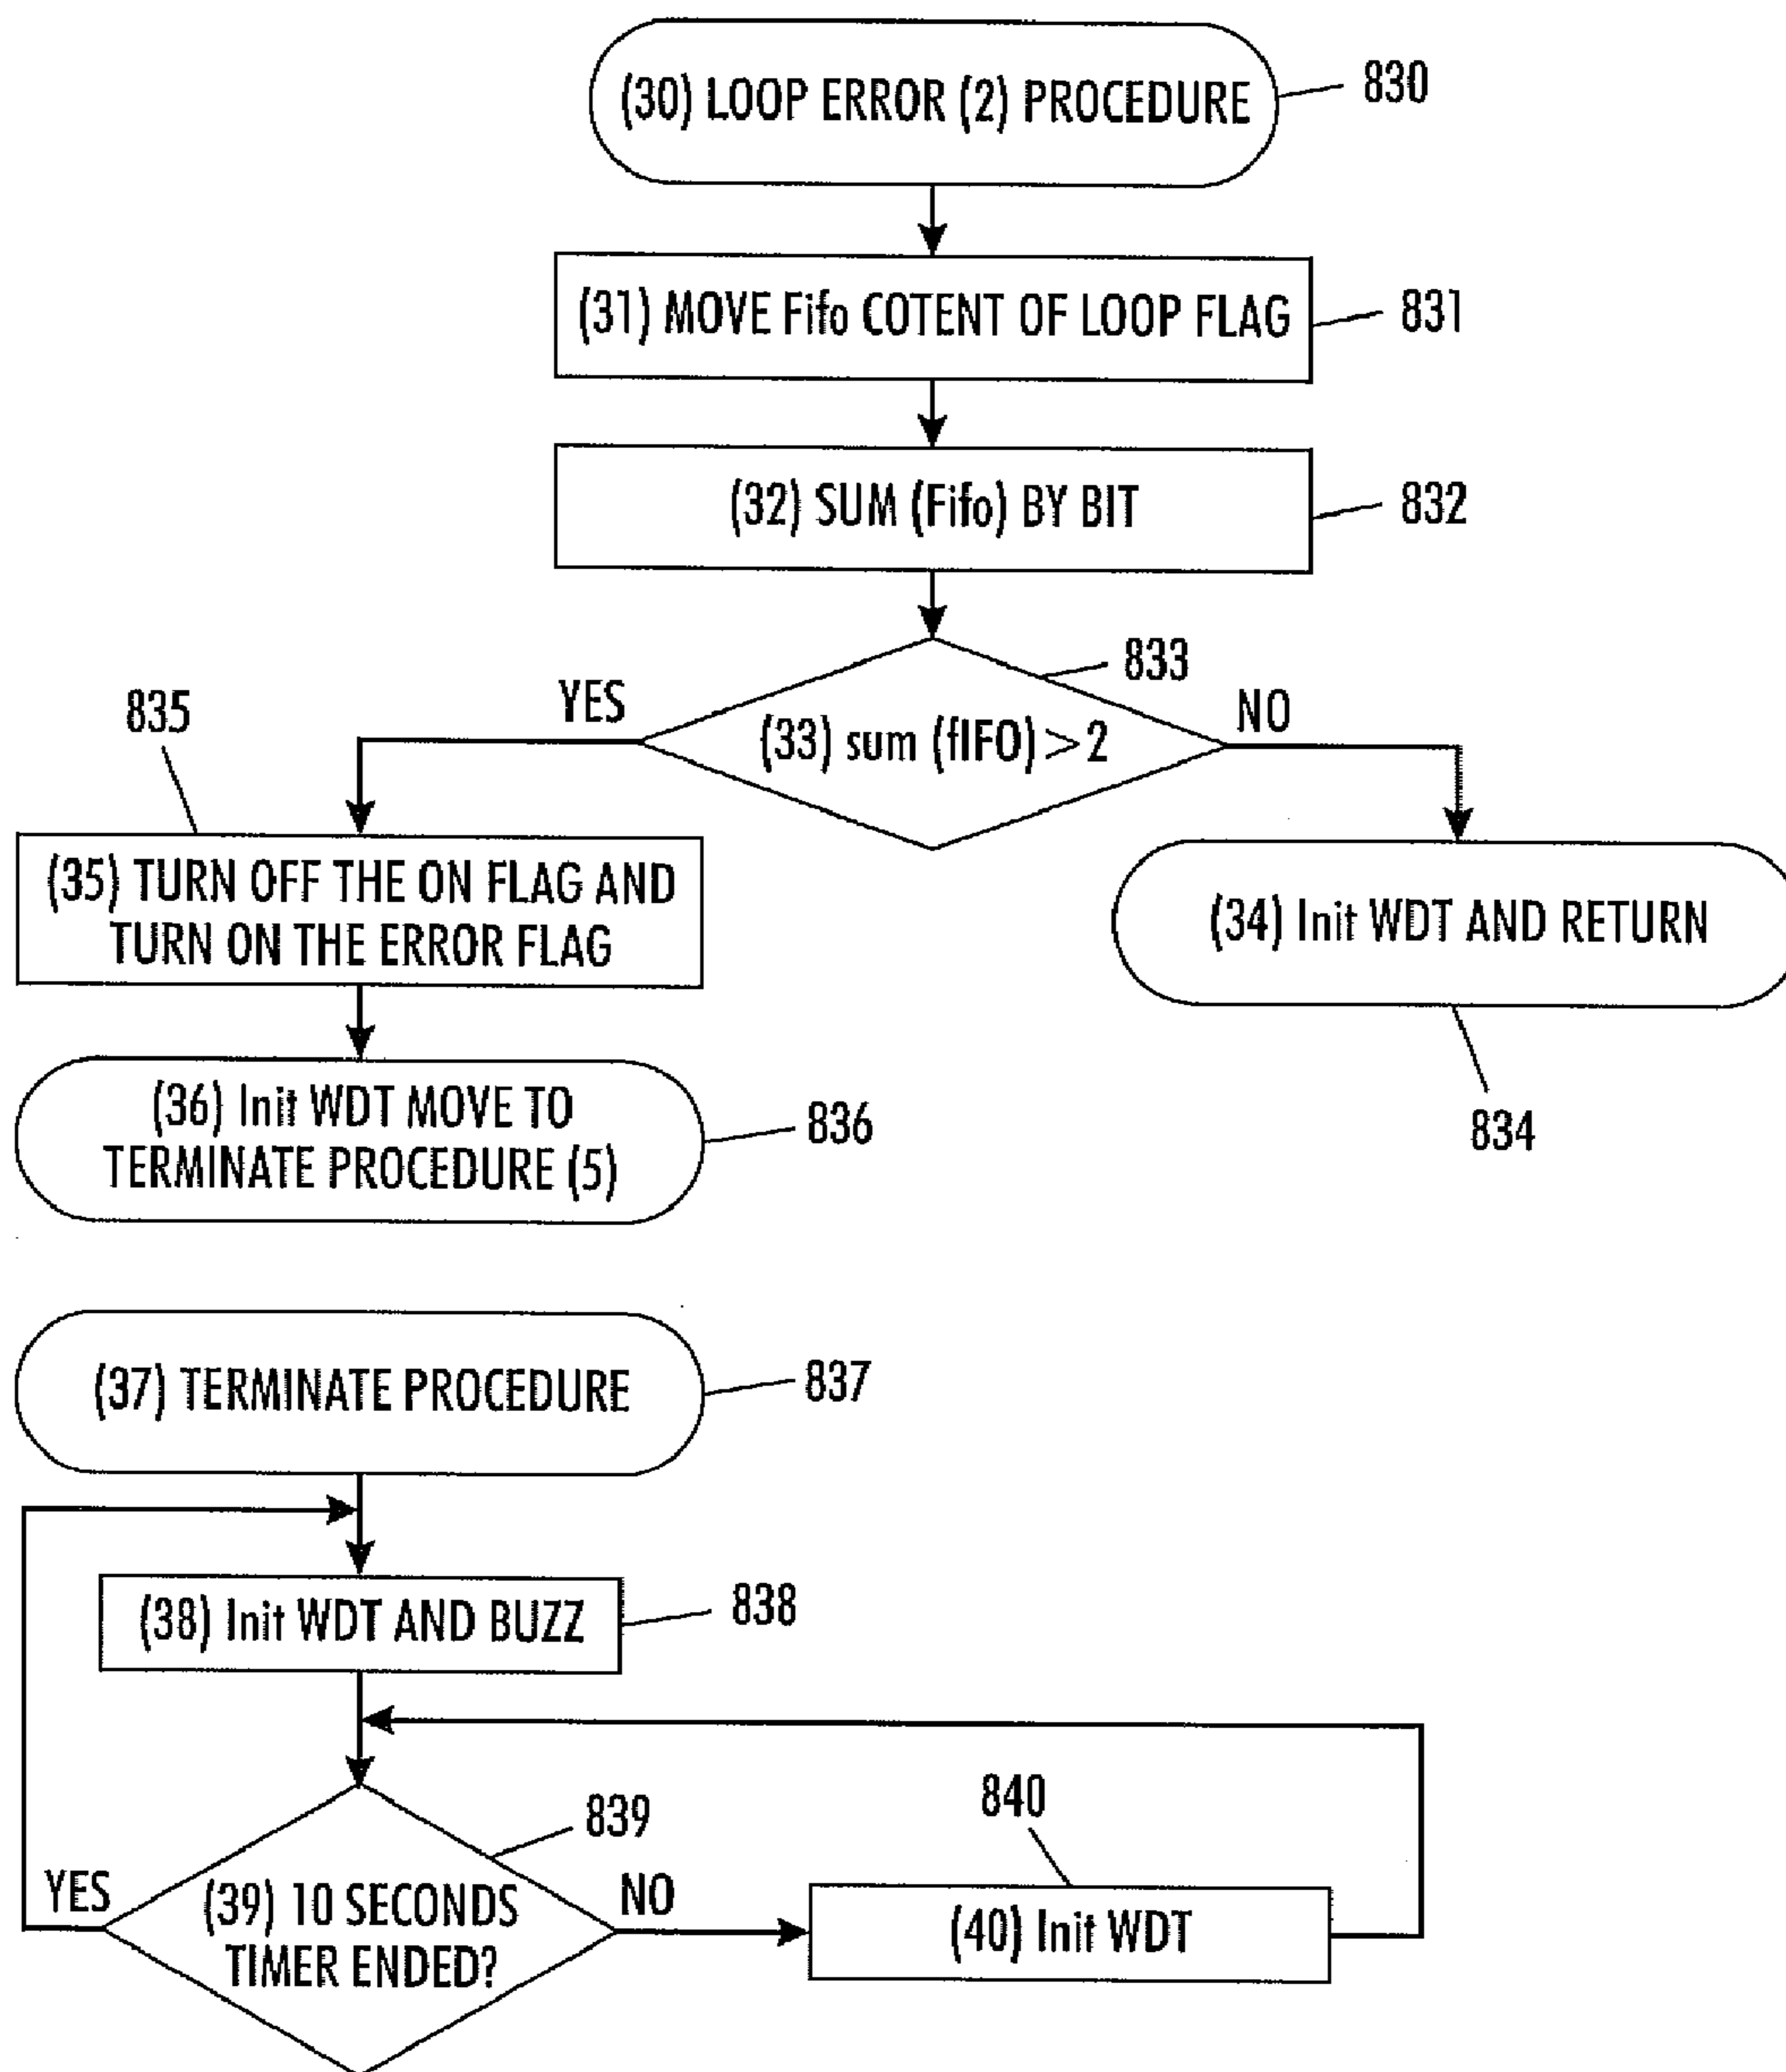 (30) LOOP ERROR (2) PROCEDURE
830
(31) MOVE Fifo COTENT OF LOOP FLAG
831
(32) SUM (Fifo) BY BIT
832
833
(33) sum (fIFO) > 2
YES
NO
835
(35) TURN OFF THE ON FLAG AND
TURN ON THE ERROR FLAG
(34) Init WDT AND RETURN
834
(36) Init WDT MOVE TO
TERMINATE PROCEDURE (5)
836
(37) TERMINATE PROCEDURE
837
(38) Init WDT AND BUZZ
838
839
(39) 10 SECONDS
TIMER ENDED?
YES
NO
840
(40) Init WDT